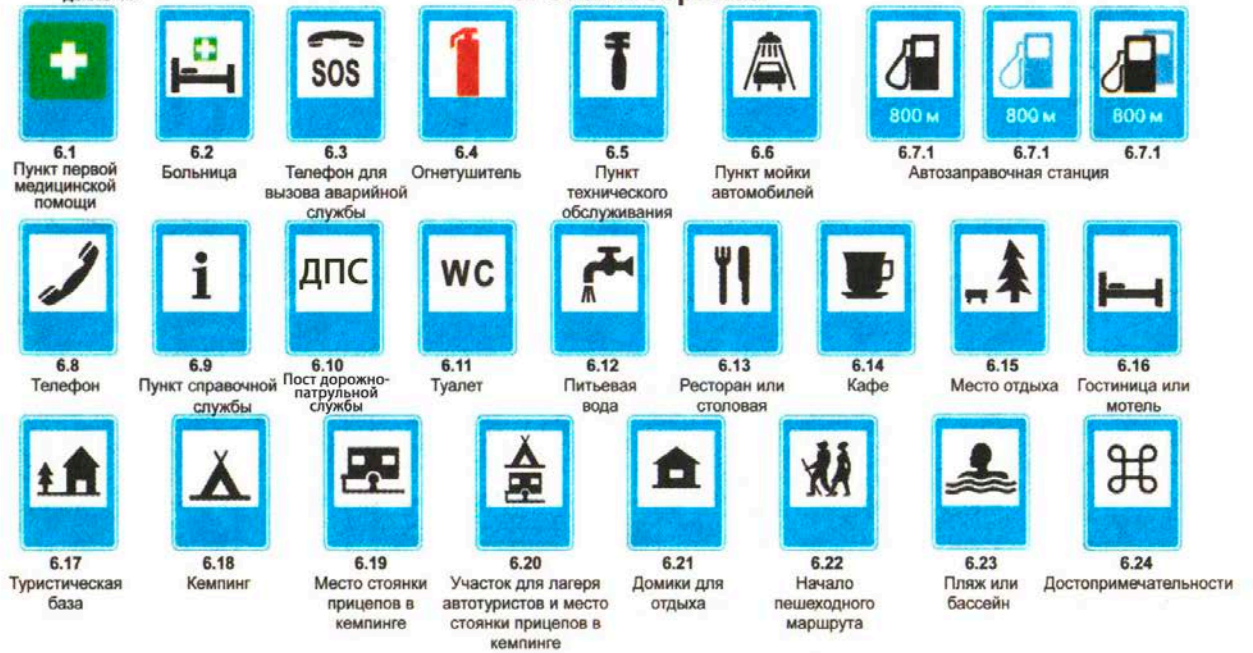 SOS
800 м
800 м
800 м
6.1
6.2
6.3
6.4
6.5
6.6
6.7.1
6.7.1
6.7.1
Пункт первой
медицинской
помощи
Больница
Телефон для
вызова аварийной
службы
Огнетушитель
Пункт
технического
обслуживания
Пункт мойки
автомобилей
Автозаправочная станция
i
ДПС
WC
6.8
6.9
6.10
6.11
6.12
6.13
6.14
6.15
6.16
Телефон
Пункт справочной
службы
Пост дорожно-
патрульной
службы
Туалет
Питьевая
вода
Ресторан или
столовая
Кафе
Место отдыха
Гостиница или
мотель
6.17
6.18
6.19
6.20
6.21
6.22
6.23
6.24
Туристическая
база
Кемпинг
Место стоянки
прицепов в
кемпинге
Участок для лагеря
автотуристов и место
стоянки прицепов в
кемпинге
Домики для
отдыха
Начало
пешеходного
маршрута
Пляж или
бассейн
Достопримечательности